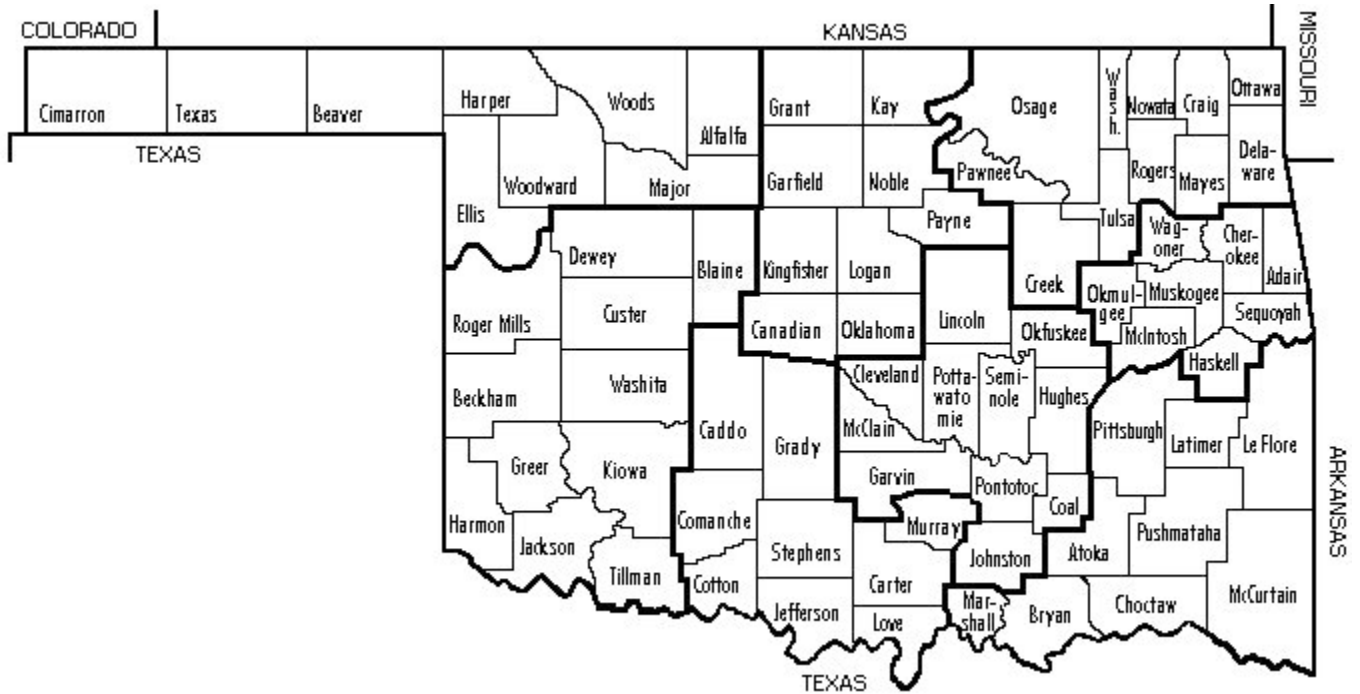 COLORADO
KANSAS
MISSOURI
Cimarron
Texas
Beaver
Harper
Woods
Alfalfa
Grant
Kay
Osage
Wash.
Nowata
Craig
Ottawa
TEXAS
Ellis
Woodward
Major
Garfield
Noble
Pawnee
Rogers
Mayes
Dela-
ware
Payne
Tulsa
Wag-
oner
Cher-
okee
Adair
Dewey
Blaine
Kingfisher
Logan
Creek
Okmul-
gee
Muskogee
Sequoyah
Roger Mills
Custer
Canadian
Oklahoma
Lincoln
Okfuskee
McIntosh
Haskell
Beckham
Washita
Caddo
Grady
Cleveland
McClain
Potta-
wato
mie
Semi-
nole
Hughes
Pittsburgh
Latimer
Le Flore
Greer
Kiowa
Garvin
Pontotoc
Coal
ARKANSAS
Harmon
Jackson
Comanche
Stephens
Murray
Johnston
Atoka
Pushmataha
Tillman
Cotton
Jefferson
Carter
Love
Mar-
shall
Bryan
Choctaw
McCurtain
TEXAS